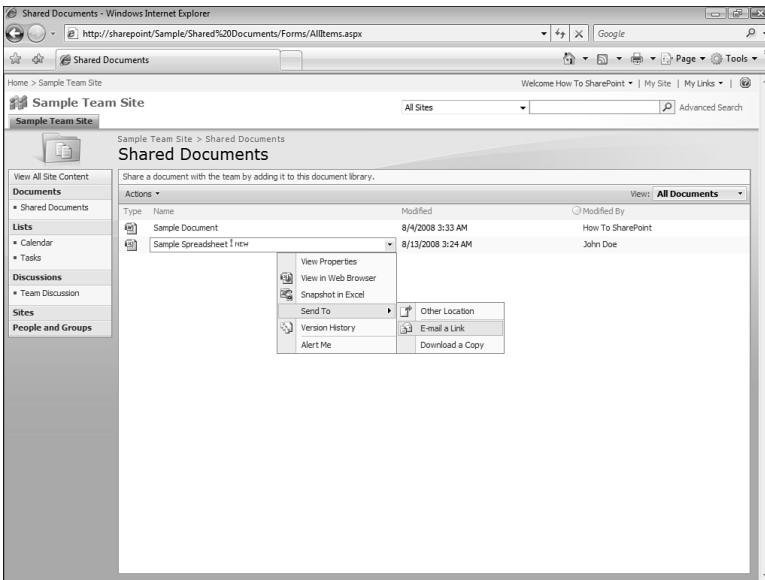 Shared Documents - Windows Internet Explorer
http://sharepoint/Sample/Shared%20Documents/Forms/AllItems.aspx
Google
Shared Documents
Page
Tools
Home > Sample Team Site
Welcome How To SharePoint | My Site | My Links
Sample Team Site
All Sites
Advanced Search
Sample Team Site
Sample Team Site > Shared Documents
Shared Documents
View All Site Content
Share a document with the team by adding it to this document library.
Documents
Shared Documents
Lists
Calendar
Tasks
Discussions
Team Discussion
Sites
People and Groups
Actions
View: All Documents
Type Name Modified Modified By
Sample Document 8/4/2008 3:33 AM How To SharePoint
Sample Spreadsheet ! NEW 8/13/2008 3:24 AM John Doe
View Properties
View in Web Browser
Snapshot in Excel
Send To
Version History
Alert Me
Other Location
E-mail a Link
Download a Copy